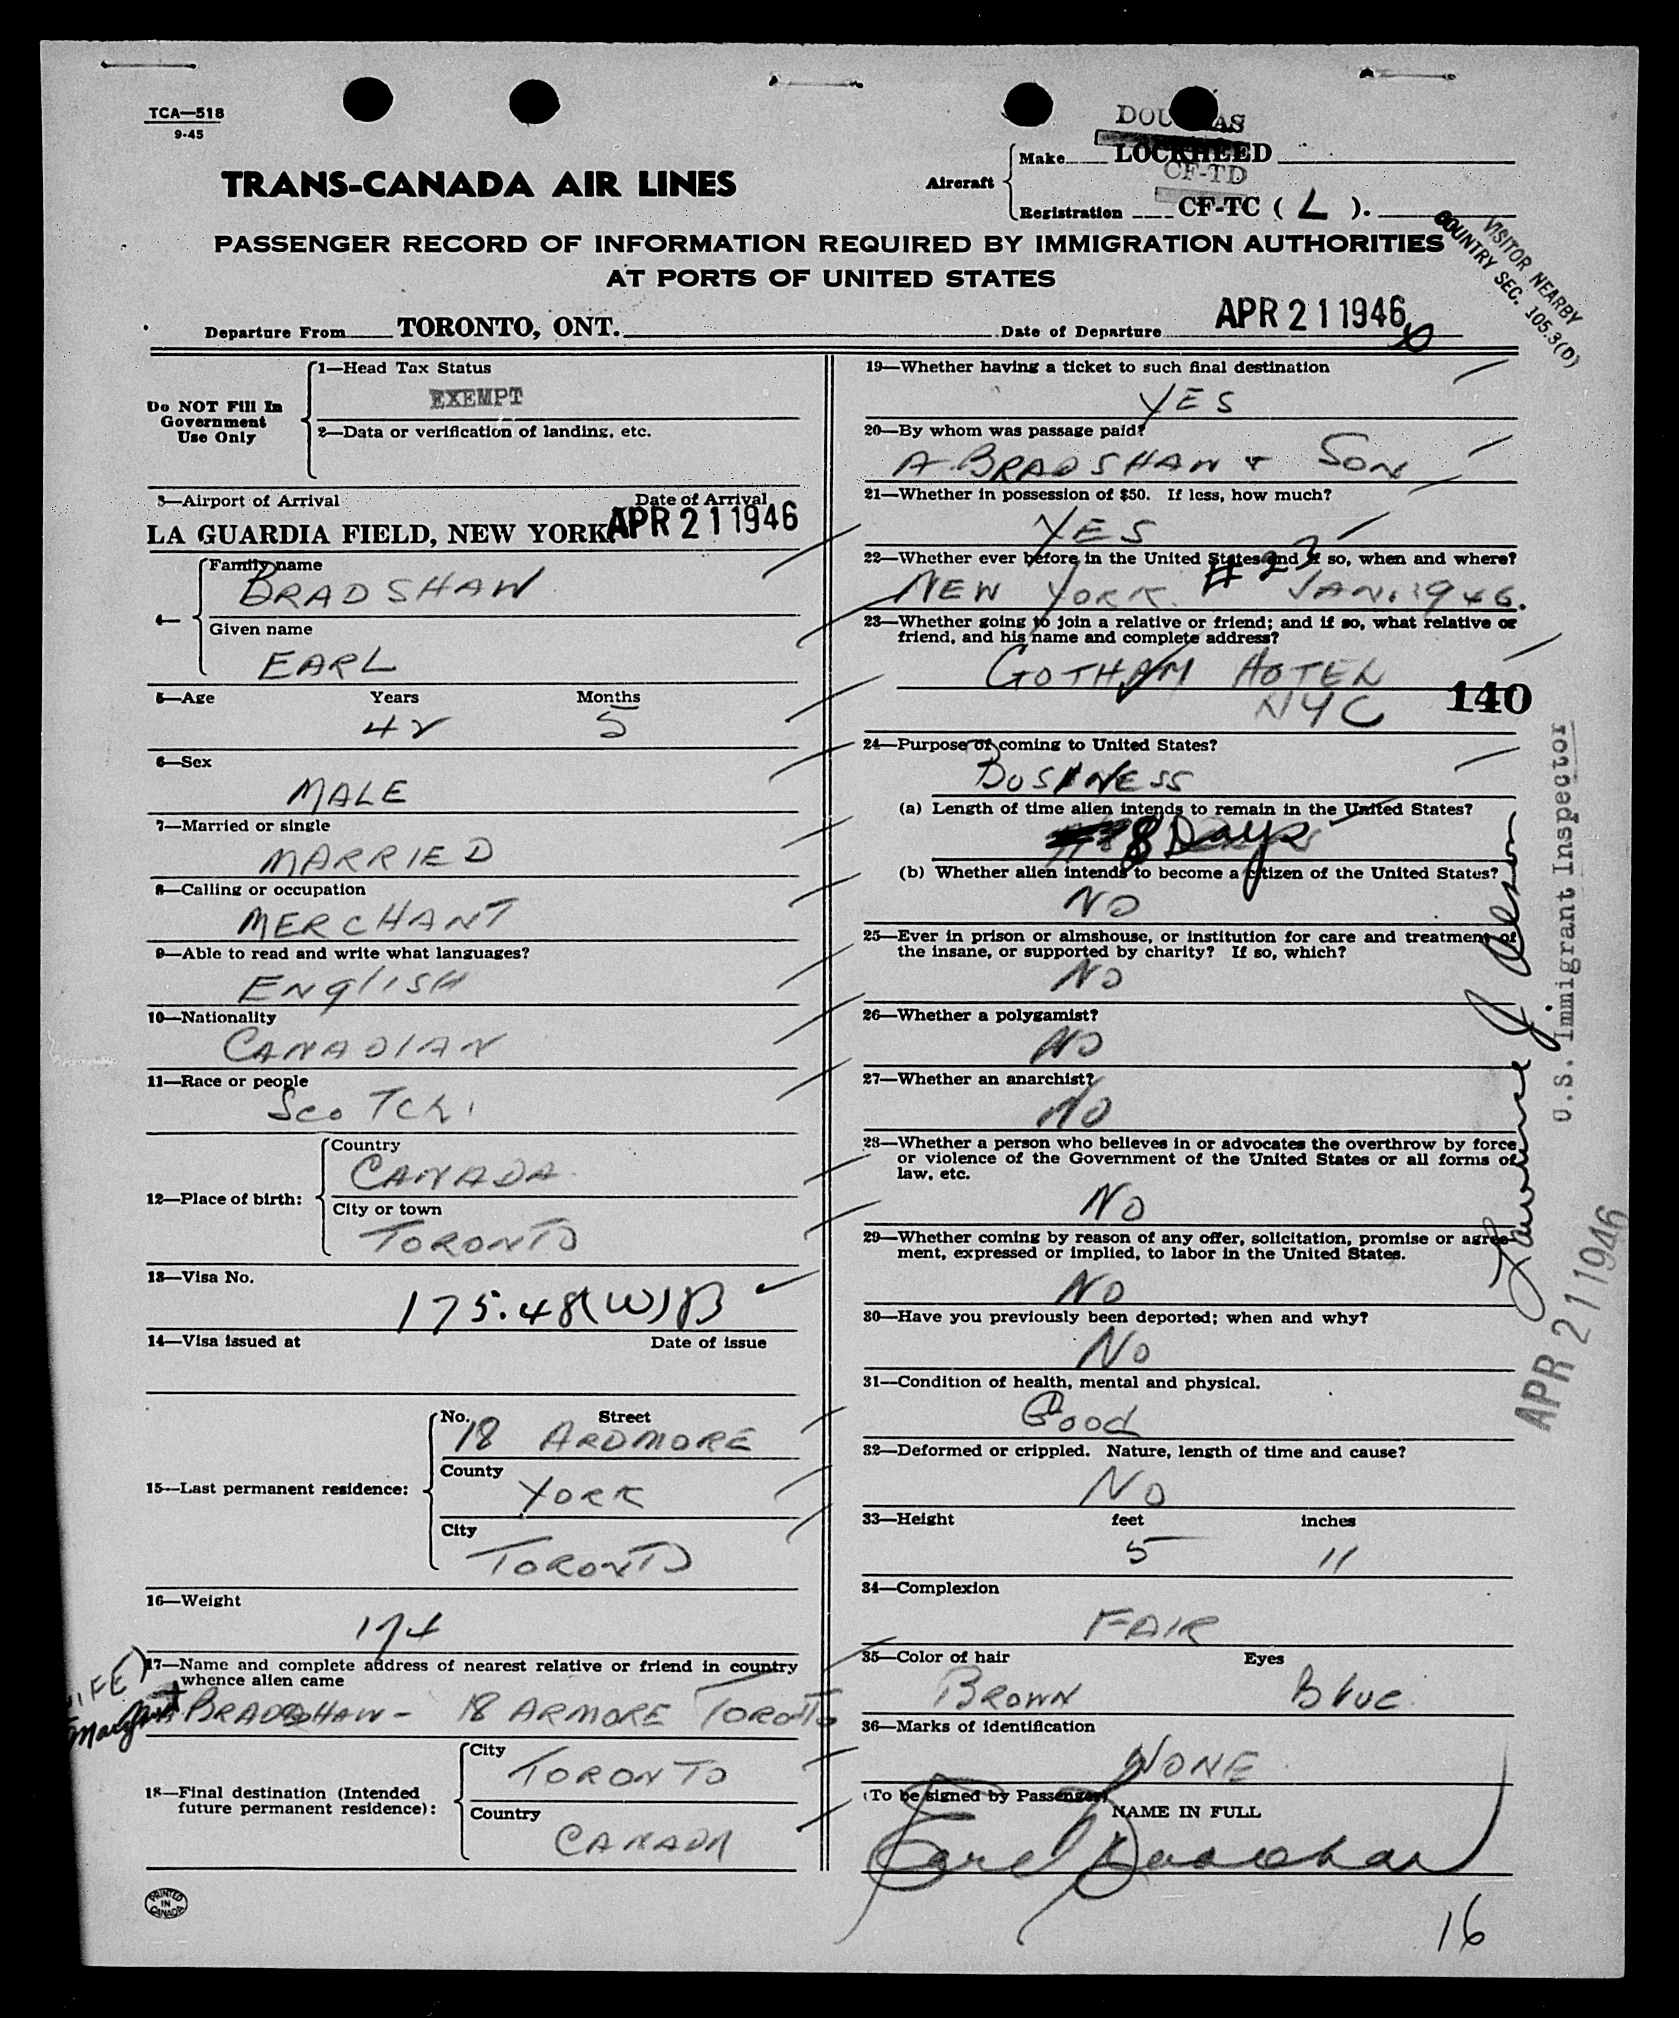 TCA—518
9-45
TRANS-CANADA AIR LINES
Aircraft
Make LOCKHEED
CF-TD
Registration CF-TC ( L ).
PASSENGER RECORD OF INFORMATION REQUIRED BY IMMIGRATION AUTHORITIES
AT PORTS OF UNITED STATES
VISITOR NEARBY
COUNTRY SEC. 105.3(D)
Departure From TORONTO, ONT. Date of Departure APR 21 1946
Do NOT Fill In
Government
Use Only
1—Head Tax Status
EXEMPT
2—Data or verification of landing, etc.
3—Airport of Arrival Date of Arrival
LA GUARDIA FIELD, NEW YORK APR 21 1946
4—
Family name
BRADSHAW
Given name
EARL
5—Age Years Months
42 5
6—Sex
MALE
7—Married or single
MARRIED
8—Calling or occupation
MERCHANT
9—Able to read and write what languages?
ENglISH
10—Nationality
CANADIAN
11—Race or people
ScoTch
12—Place of birth:
Country
CANADA
City or town
TORONTO
13—Visa No.
175.48(W)B
14—Visa issued at Date of issue
15—Last permanent residence:
No. Street
18 ARDMORE
County
YORK
City
TORONTO
16—Weight
174
17—Name and complete address of nearest relative or friend in country
whence alien came
(WIFE)
Margaret BRADSHAW - 18 ARMORE TORONTO
18—Final destination (Intended
future permanent residence):
City
TORONTO
Country
CANADA
PRINTED
IN
CANADA
19—Whether having a ticket to such final destination
YES
20—By whom was passage paid?
A BRADSHAW + SON
21—Whether in possession of $50. If less, how much?
YES
22—Whether ever before in the United States and if so, when and where?
# 23
NEW YORK. JAN. 1946.
23—Whether going to join a relative or friend; and if so, what relative or
friend, and his name and complete address?
GOTHAM HOTEL
NYC
140
24—Purpose of coming to United States?
BUSINESS
(a) Length of time alien intends to remain in the United States?
8 Days
(b) Whether alien intends to become a citizen of the United States?
NO
25—Ever in prison or almshouse, or institution for care and treatment of
the insane, or supported by charity? If so, which?
NO
26—Whether a polygamist?
NO
27—Whether an anarchist?
NO
28—Whether a person who believes in or advocates the overthrow by force
or violence of the Government of the United States or all forms of
law, etc.
NO
29—Whether coming by reason of any offer, solicitation, promise or agree-
ment, expressed or implied, to labor in the United States.
NO
30—Have you previously been deported; when and why?
NO
31—Condition of health, mental and physical.
Good
32—Deformed or crippled. Nature, length of time and cause?
NO
33—Height feet inches
5 11
34—Complexion
FAIR
35—Color of hair Eyes
BROWN Blue
36—Marks of identification
NONE
(To be signed by Passenger)
NAME IN FULL
Earl Bradshaw
16
Lawrence J
U.S. Immigrant Inspector
APR 21 1946